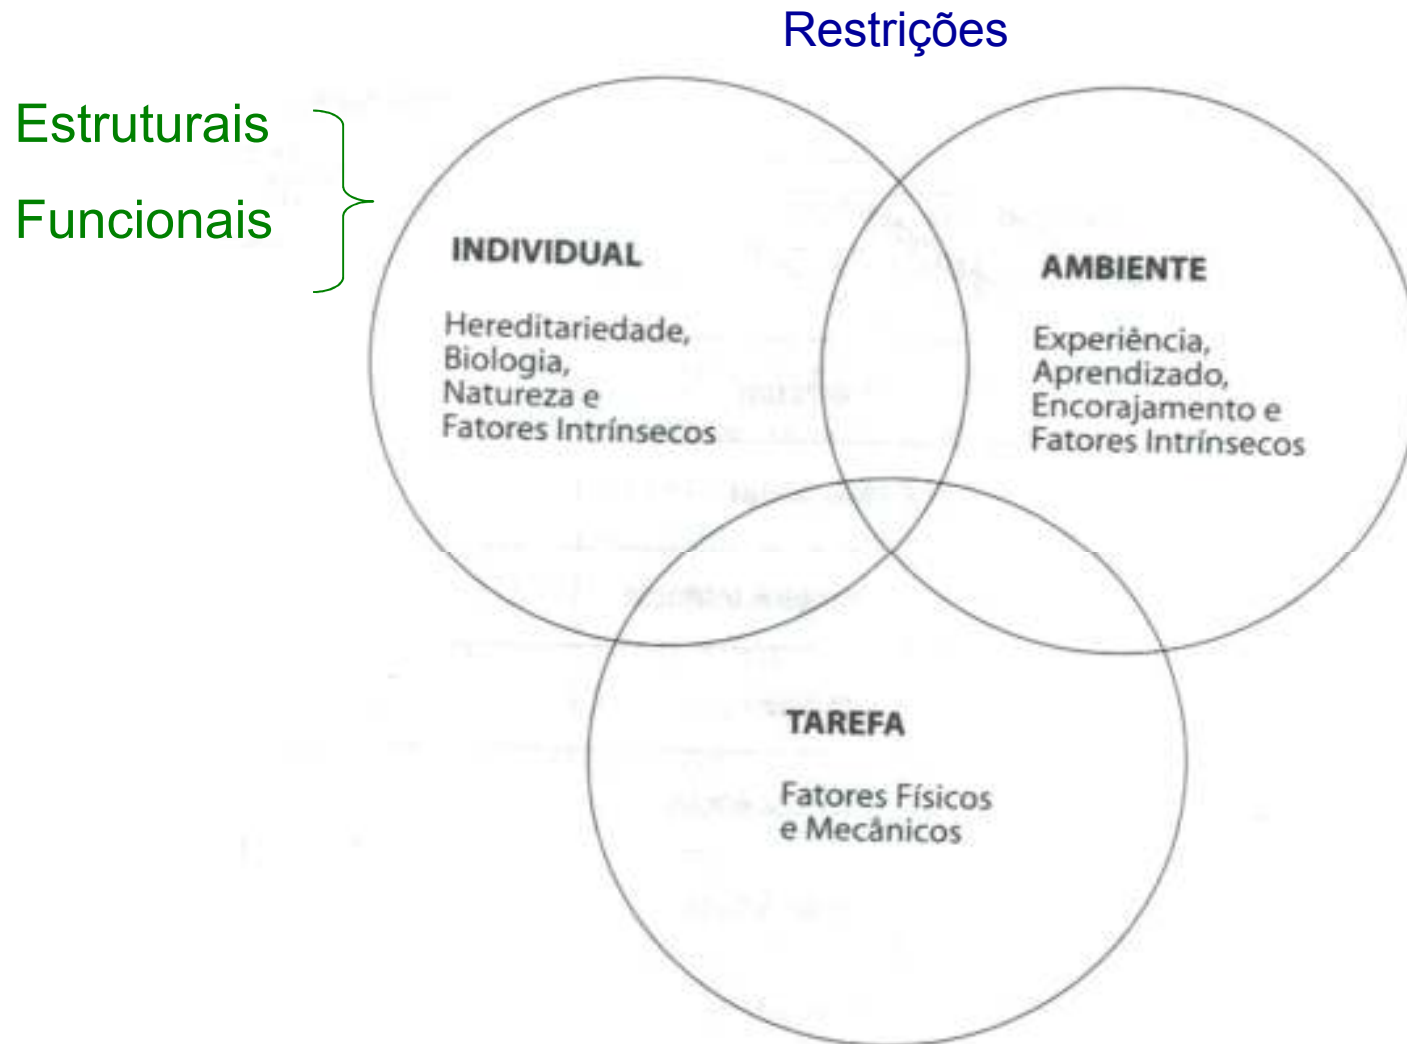 Restrições
Estruturais
Funcionais
INDIVIDUAL
Hereditariedade,
Biologia,
Natureza e
Fatores Intrínsecos
AMBIENTE
Experiência,
Aprendizado,
Encorajamento e
Fatores Intrínsecos
TAREFA
Fatores Físicos
e Mecânicos